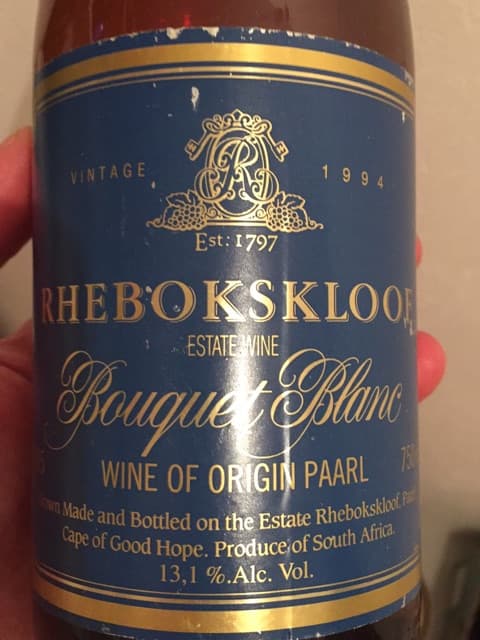 VINTAGE 1994
R
Est: 1797
RHEBOKSKLOOF
ESTATE WINE
Bouquet Blanc
WINE OF ORIGIN PAARL
Made and Bottled on the Estate Rhebokskloof,
Cape of Good Hope. Produce of South Africa.
13,1 %.Alc. Vol.